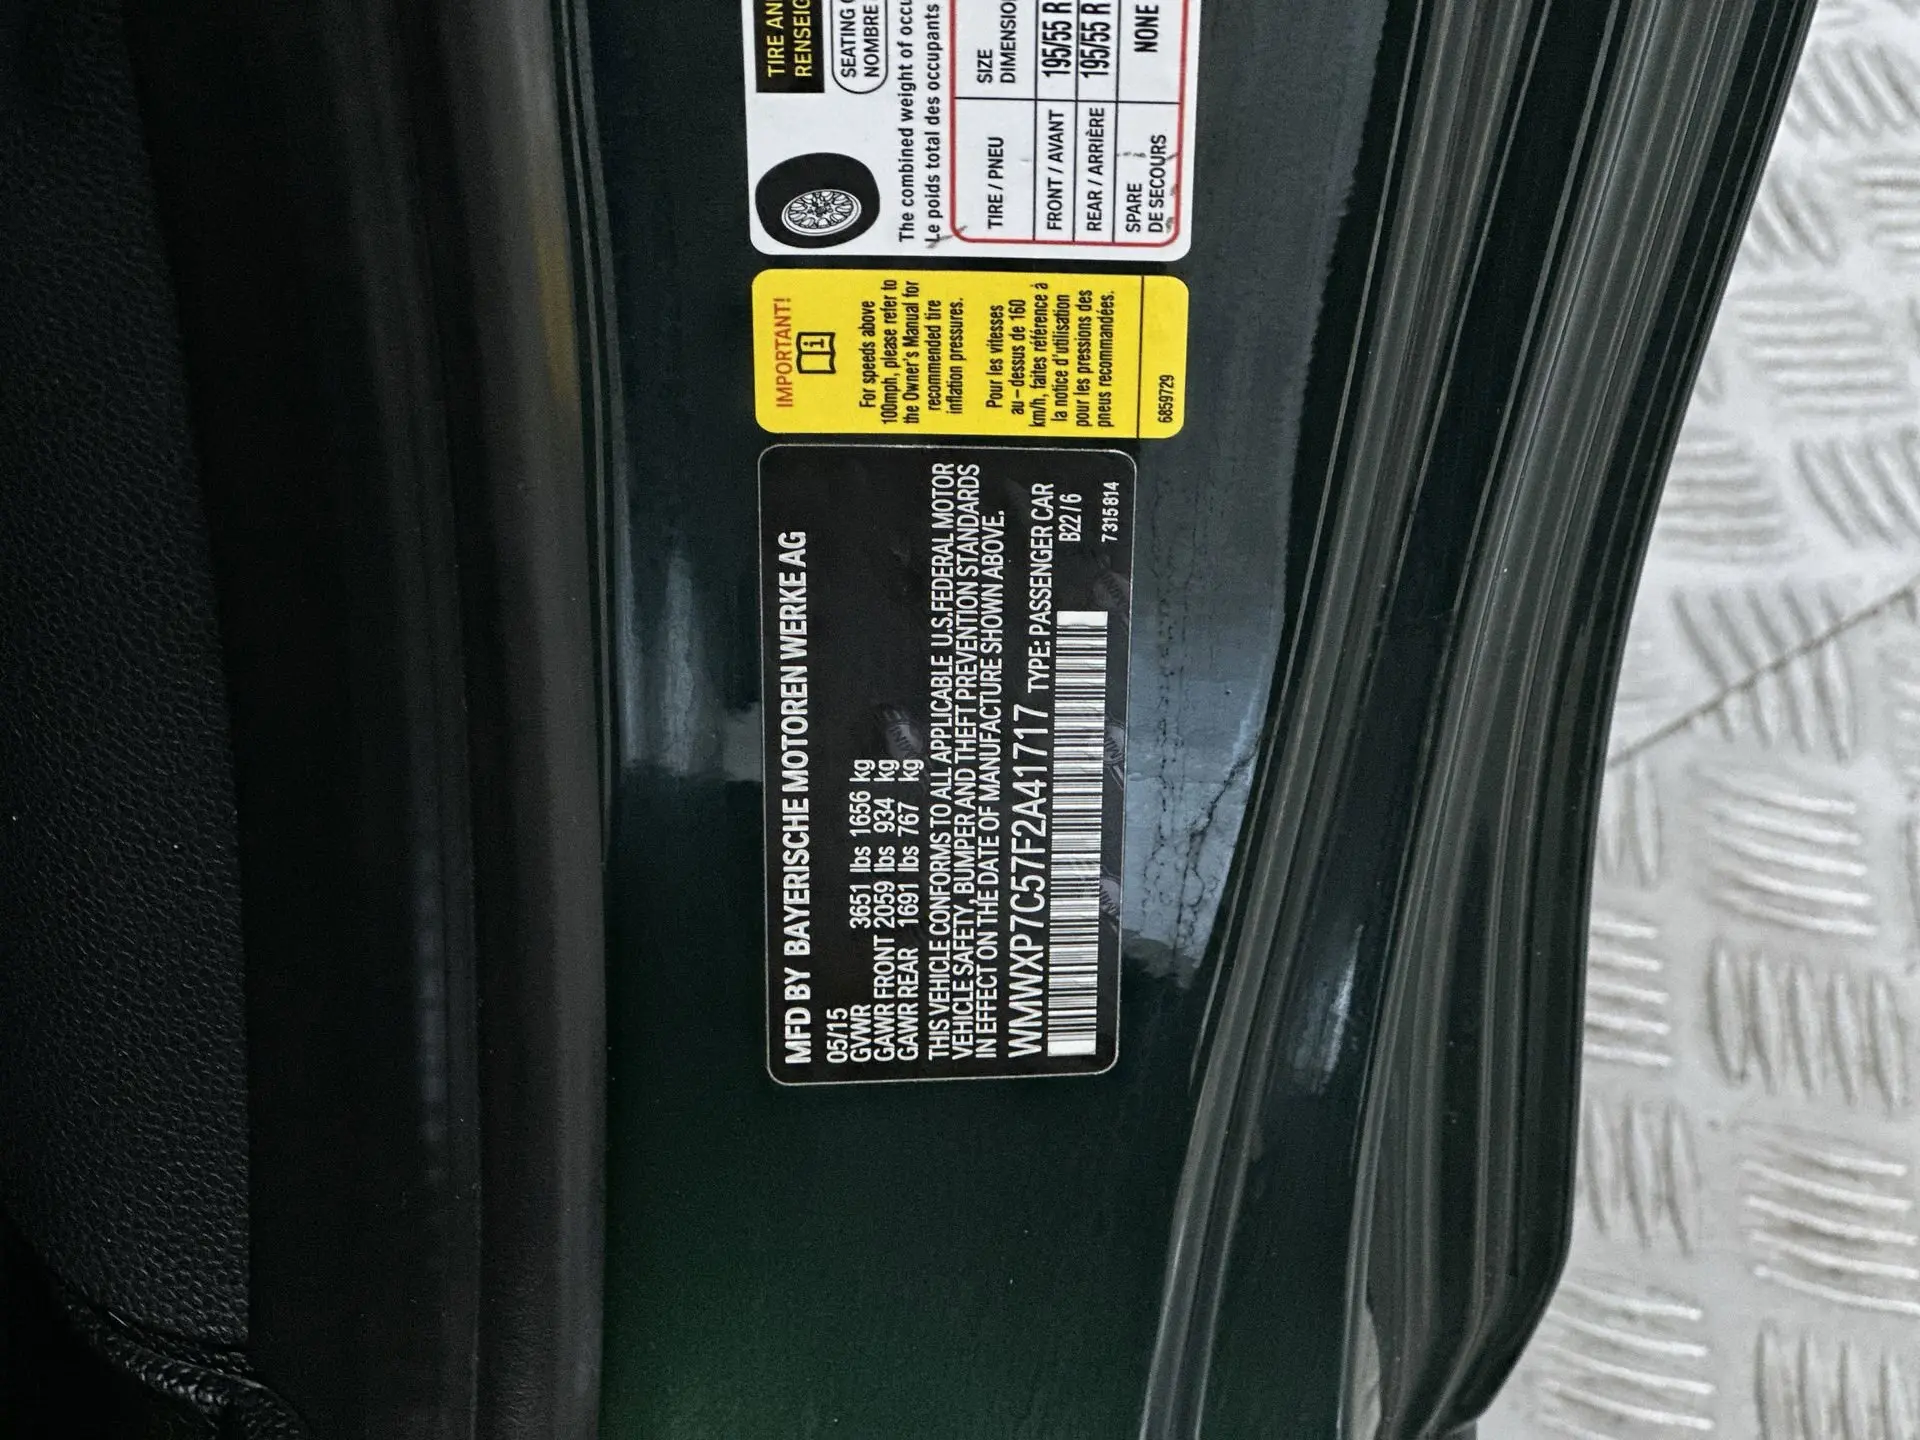 MFD BY BAYERISCHE MOTOREN WERKE AG
05/15
GVWR 3651 lbs 1656 kg
GAWR FRONT 2059 lbs 934 kg
GAWR REAR 1691 lbs 767 kg
THIS VEHICLE CONFORMS TO ALL APPLICABLE U.S.FEDERAL MOTOR
VEHICLE SAFETY, BUMPER AND THEFT PREVENTION STANDARDS
IN EFFECT ON THE DATE OF MANUFACTURE SHOWN ABOVE.
WMWXP7C57F2A41717 TYPE: PASSENGER CAR
B22/6
7315814
IMPORTANT!
For speeds above
100mph, please refer to
the Owner's Manual for
recommended tire
inflation pressures.
Pour les vitesses
au-dessus de 160
km/h, faites référence à
la notice d'utilisation
pour les pressions des
pneus recommandées.
6859729
TIRE
SEATING
NOMBRE
The combined weight of
Le poids total des occupants
TIRE / PNEU SIZE
FRONT / AVANT 195/55 R
REAR / ARRIÈRE 195/55 R
SPARE
DE SECOURS NONE